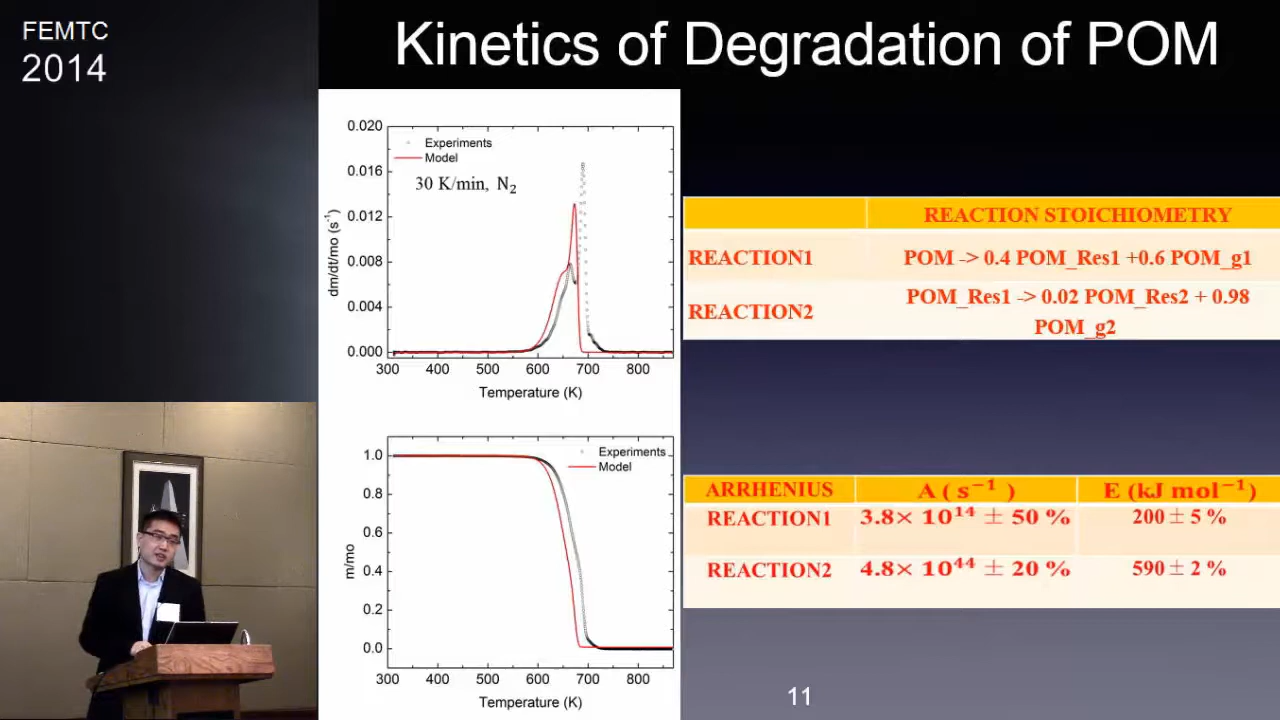 FEMTC
2014
Kinetics of Degradation of POM
0.020
0.016
0.012
0.008
0.004
0.000
dm/dt/mo (s⁻¹)
Experiments
Model
30 K/min, N₂
300 400 500 600 700 800
Temperature (K)
1.0
0.8
0.6
0.4
0.2
0.0
m/mo
Experiments
Model
300 400 500 600 700 800
Temperature (K)
REACTION STOICHIOMETRY
REACTION1 POM -> 0.4 POM_Res1 +0.6 POM_g1
REACTION2 POM_Res1 -> 0.02 POM_Res2 + 0.98
POM_g2
ARRHENIUS A ( s⁻¹ ) E (kJ mol⁻¹)
REACTION1 3.8× 10¹⁴ ± 50 % 200 ± 5 %
REACTION2 4.8× 10⁴⁴ ± 20 % 590 ± 2 %
11